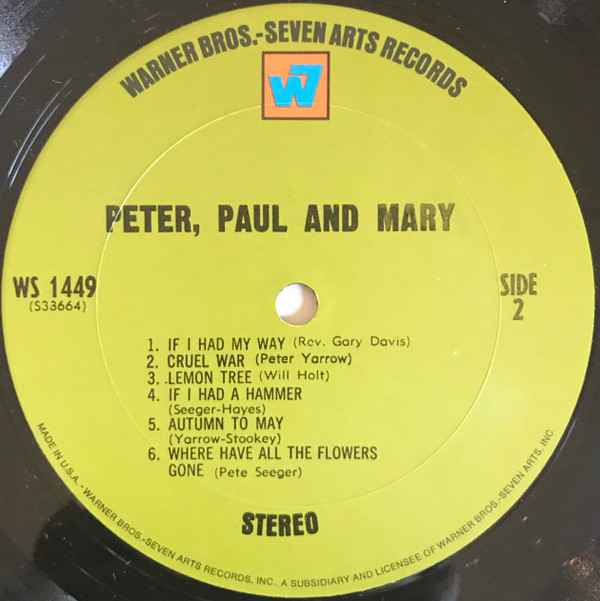 WARNER BROS.-SEVEN ARTS RECORDS
W7
PETER, PAUL AND MARY
WS 1449
(S33664)
SIDE
2
1. IF I HAD MY WAY (Rev. Gary Davis)
2. CRUEL WAR (Peter Yarrow)
3. LEMON TREE (Will Holt)
4. IF I HAD A HAMMER
(Seeger-Hayes)
5. AUTUMN TO MAY
(Yarrow-Stookey)
6. WHERE HAVE ALL THE FLOWERS
GONE (Pete Seeger)
STEREO
MADE IN U.S.A. - WARNER BROS.-SEVEN ARTS RECORDS, INC., A SUBSIDIARY AND LICENSEE OF WARNER BROS.-SEVEN ARTS, INC.